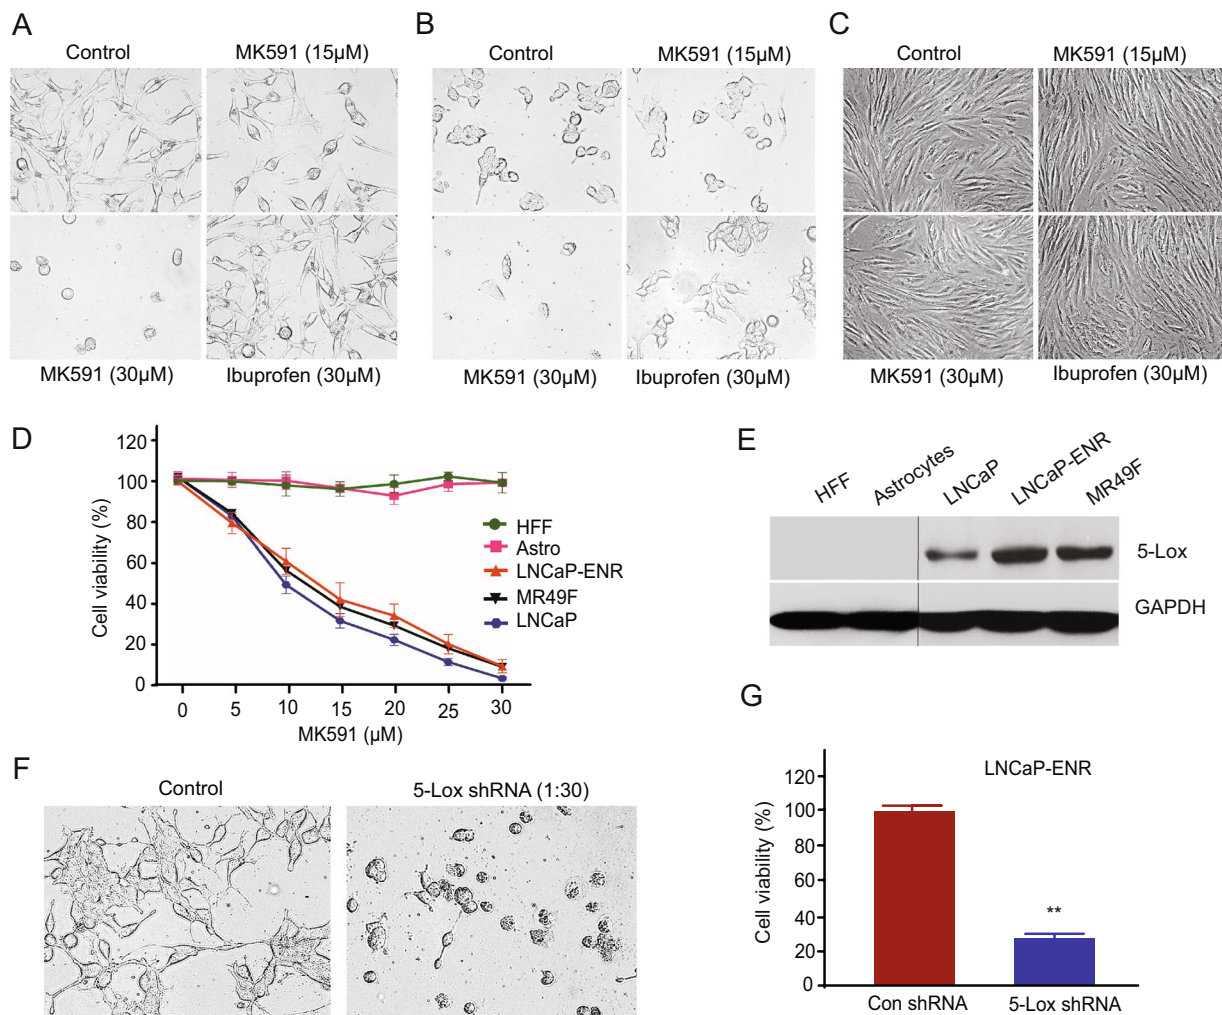 A
Control
MK591 (15µM)
MK591 (30µM)
Ibuprofen (30µM)
B
Control
MK591 (15µM)
MK591 (30µM)
Ibuprofen (30µM)
C
Control
MK591 (15µM)
MK591 (30µM)
Ibuprofen (30µM)
D
Cell viability (%)
120
100
80
60
40
20
0
0 5 10 15 20 25 30
MK591 (µM)
HFF
Astro
LNCaP-ENR
MR49F
LNCaP
E
HFF
Astrocytes
LNCaP
LNCaP-ENR
MR49F
5-Lox
GAPDH
F
Control
5-Lox shRNA (1:30)
G
LNCaP-ENR
Cell viability (%)
120
100
80
60
40
20
0
**
Con shRNA
5-Lox shRNA